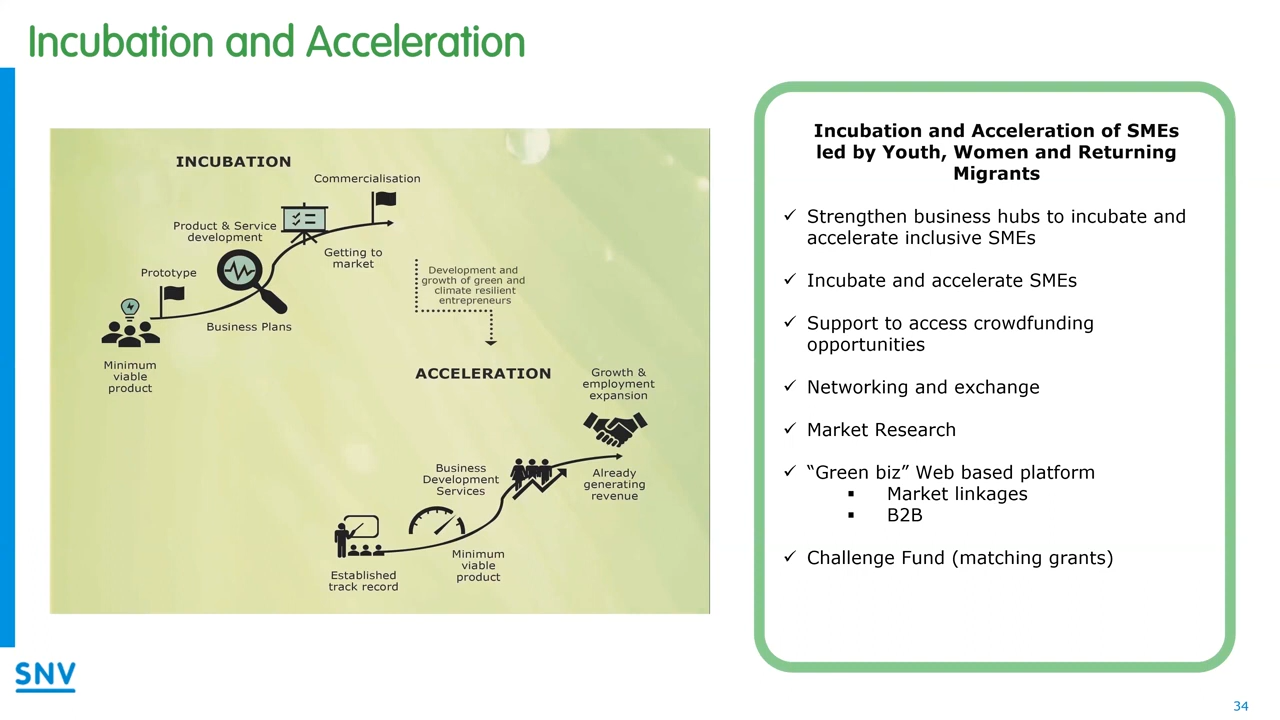 Incubation and Acceleration
INCUBATION
Commercialisation
Product & Service
development
Getting to
market
Prototype
Business Plans
Minimum
viable
product
Development and
growth of green and
climate resilient
entrepreneurs
ACCELERATION
Growth &
employment
expansion
Business
Development
Services
Already
generating
revenue
Minimum
viable
product
Established
track record
Incubation and Acceleration of SMEs
led by Youth, Women and Returning
Migrants
✓ Strengthen business hubs to incubate and
accelerate inclusive SMEs
✓ Incubate and accelerate SMEs
✓ Support to access crowdfunding
opportunities
✓ Networking and exchange
✓ Market Research
✓ “Green biz” Web based platform
▪ Market linkages
▪ B2B
✓ Challenge Fund (matching grants)
SNV
34